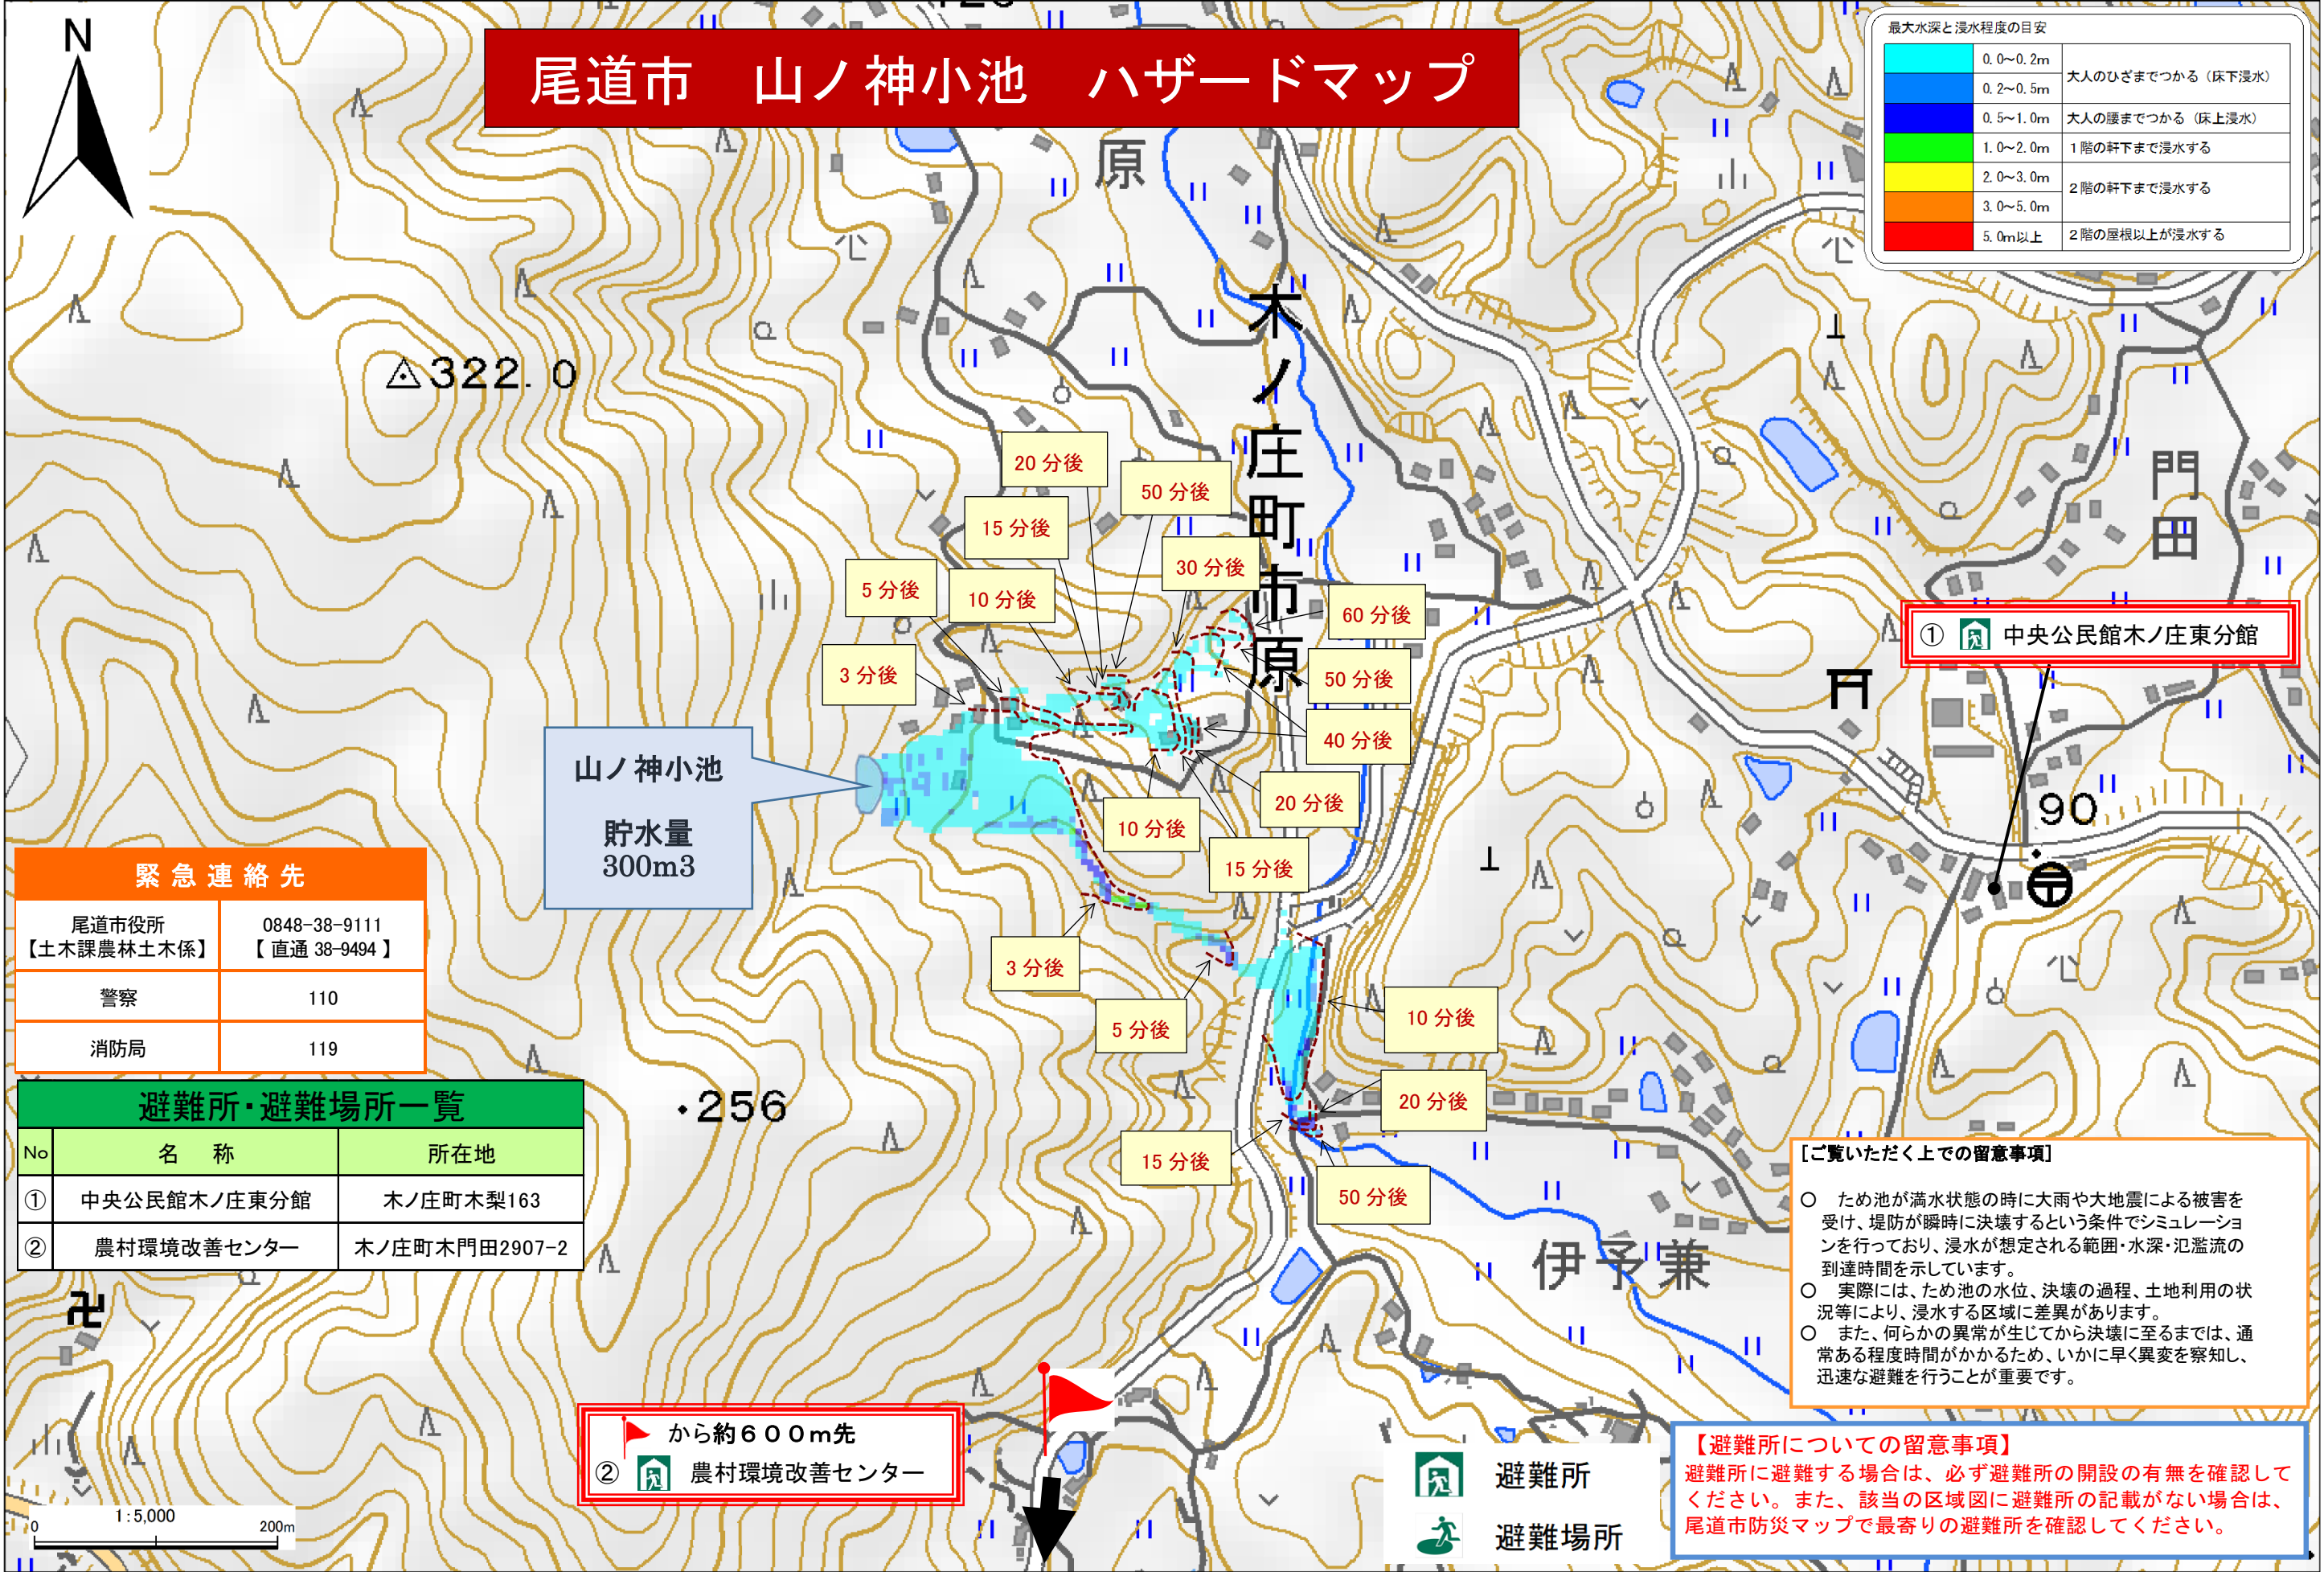 N
尾道市　山ノ神小池　ハザードマップ
最大水深と浸水程度の目安
0.0～0.2m
大人のひざまでつかる（床下浸水）
0.2～0.5m
0.5～1.0m 大人の腰までつかる（床上浸水）
1.0～2.0m 1階の軒下まで浸水する
2.0～3.0m
2階の軒下まで浸水する
3.0～5.0m
5.0m以上 2階の屋根以上が浸水する
原
322.0
木ノ庄町市原
門田
20 分後
50 分後
15 分後
30 分後
5 分後
10 分後
60 分後
3 分後
50 分後
40 分後
20 分後
10 分後
15 分後
① 中央公民館木ノ庄東分館
山ノ神小池
貯水量
300m3
90
3 分後
5 分後
10 分後
20 分後
15 分後
50 分後
緊急連絡先
尾道市役所 0848-38-9111
【土木課農林土木係】 【 直通 38-9494 】
警察 110
消防局 119
256
避難所・避難場所一覧
No 名　称 所在地
① 中央公民館木ノ庄東分館 木ノ庄町木梨163
② 農村環境改善センター 木ノ庄町木門田2907-2
伊予兼
[ご覧いただく上での留意事項]
○　ため池が満水状態の時に大雨や大地震による被害を
受け、堤防が瞬時に決壊するという条件でシミュレーショ
ンを行っており、浸水が想定される範囲・水深・氾濫流の
到達時間を示しています。
○　実際には、ため池の水位、決壊の過程、土地利用の状
況等により、浸水する区域に差異があります。
○　また、何らかの異常が生じてから決壊に至るまでは、通
常ある程度時間がかかるため、いかに早く異変を察知し、
迅速な避難を行うことが重要です。
から約６００ｍ先
② 農村環境改善センター
避難所
避難場所
【避難所についての留意事項】
避難所に避難する場合は、必ず避難所の開設の有無を確認して
ください。また、該当の区域図に避難所の記載がない場合は、
尾道市防災マップで最寄りの避難所を確認してください。
1:5,000
0 200m